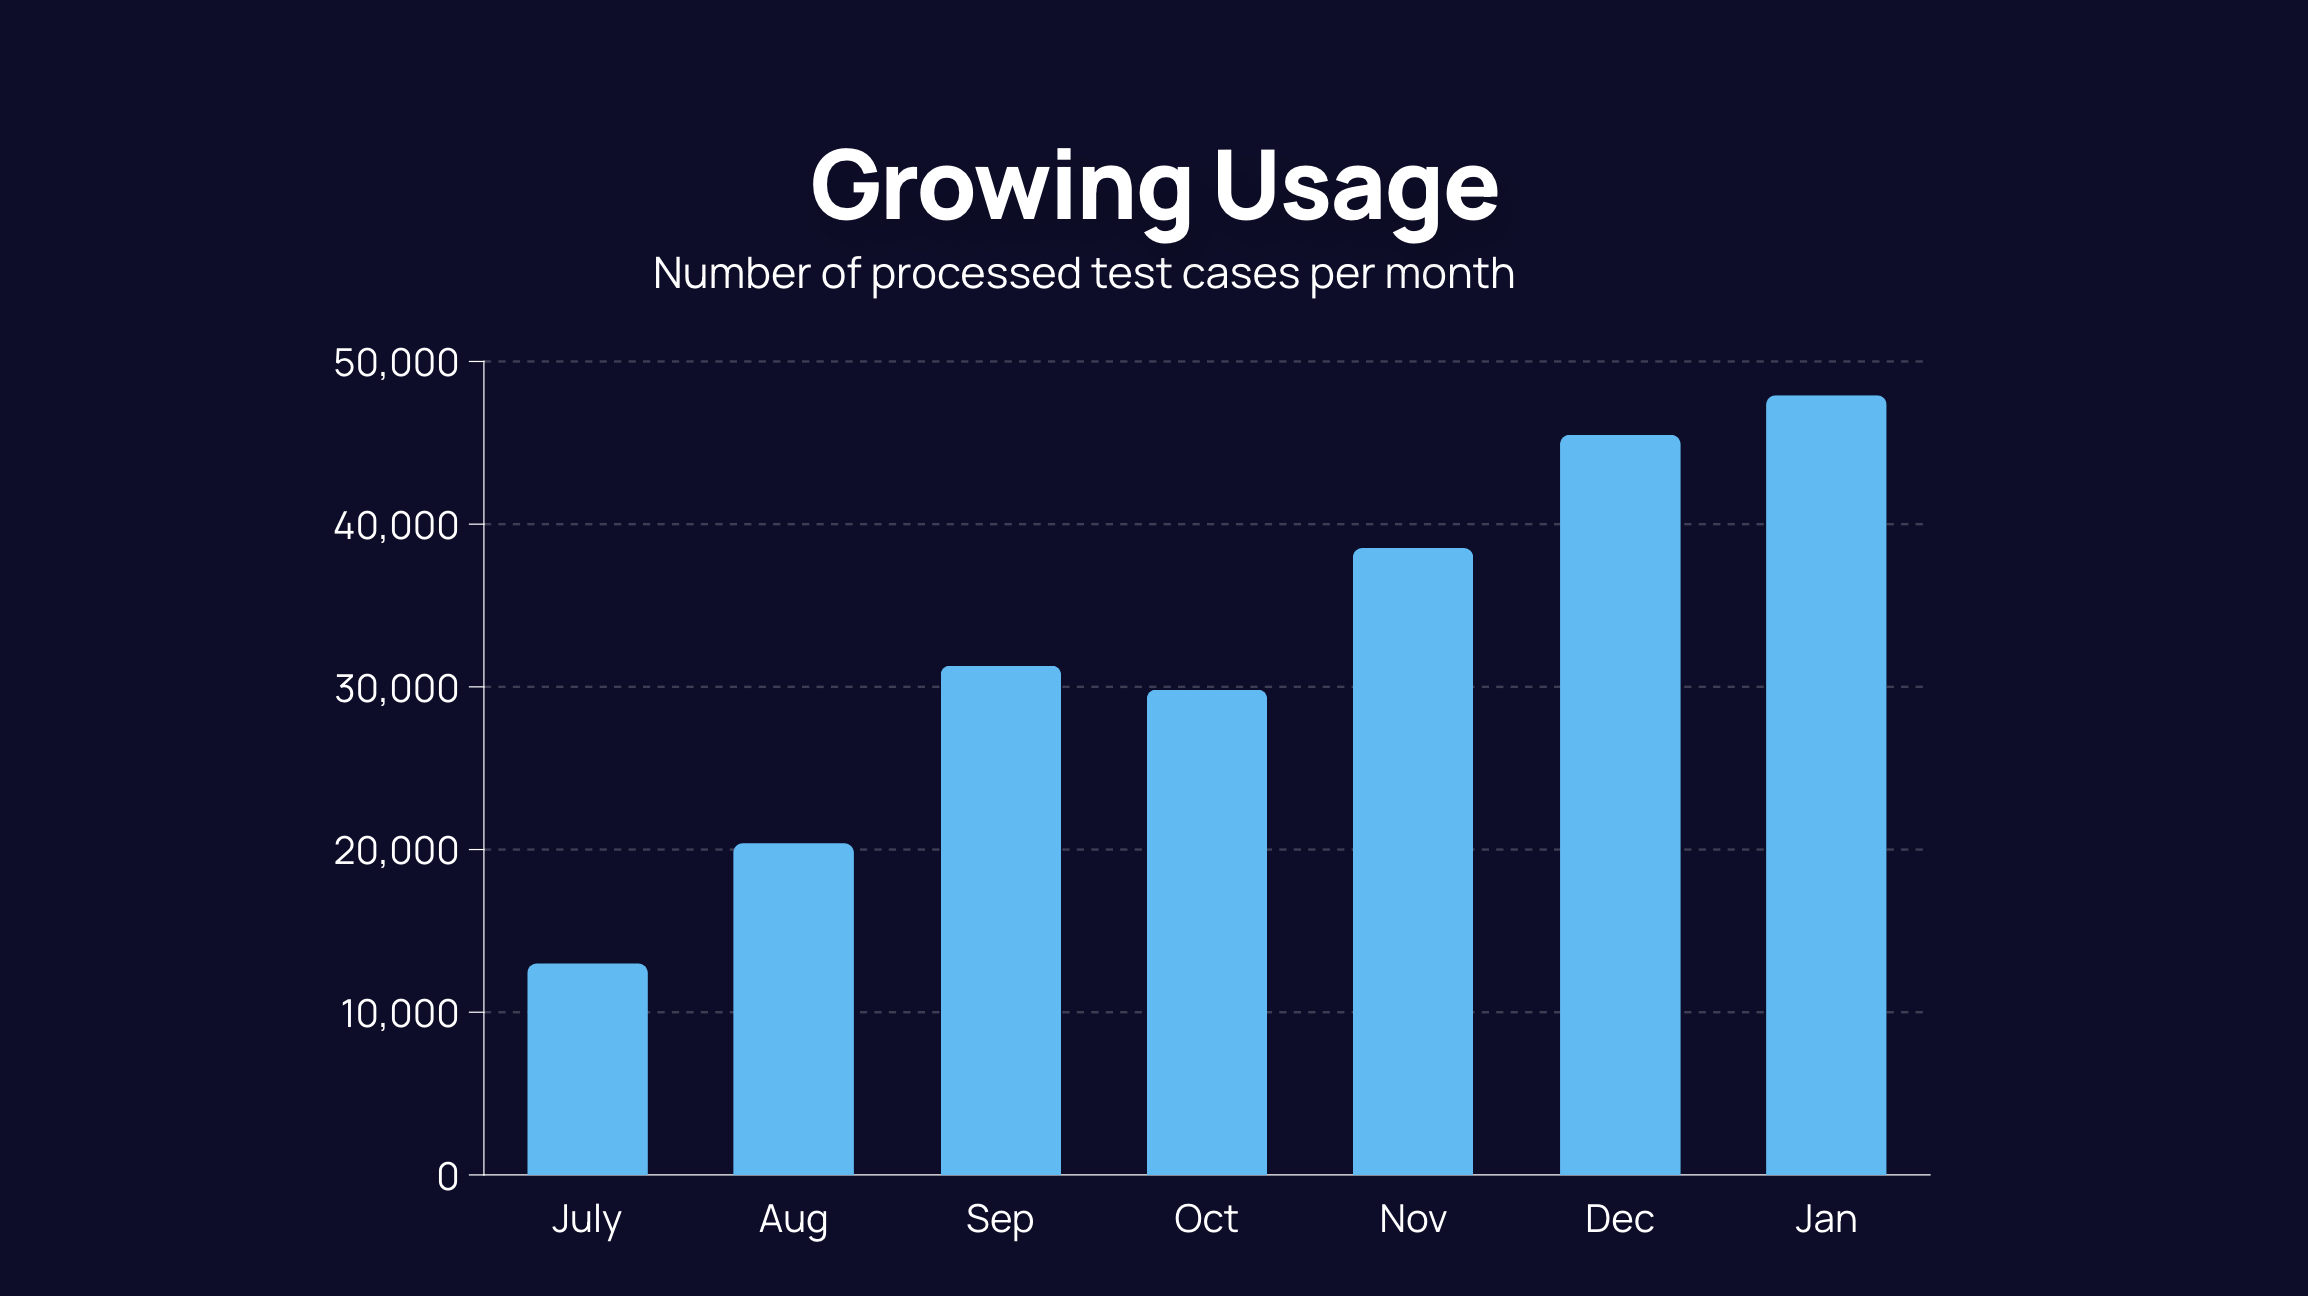 Growing Usage
Number of processed test cases per month
50,000
40,000
30,000
20,000
10,000
0
July Aug Sep Oct Nov Dec Jan